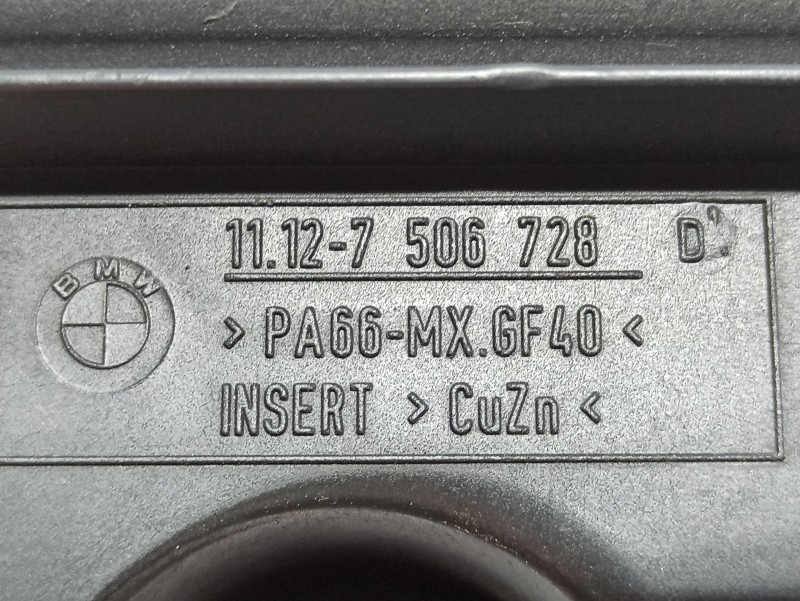 BMW
11.12-7 506 728 D
> PA66-MX.GF40 <
INSERT > CuZn <